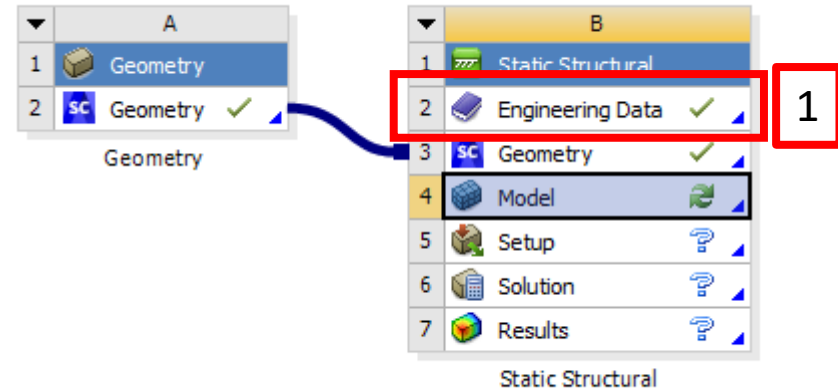 A
1 Geometry
2 SC Geometry
Geometry
B
1 Static Structural
2 Engineering Data
3 SC Geometry
4 Model
5 Setup ?
6 Solution ?
7 Results ?
Static Structural
1